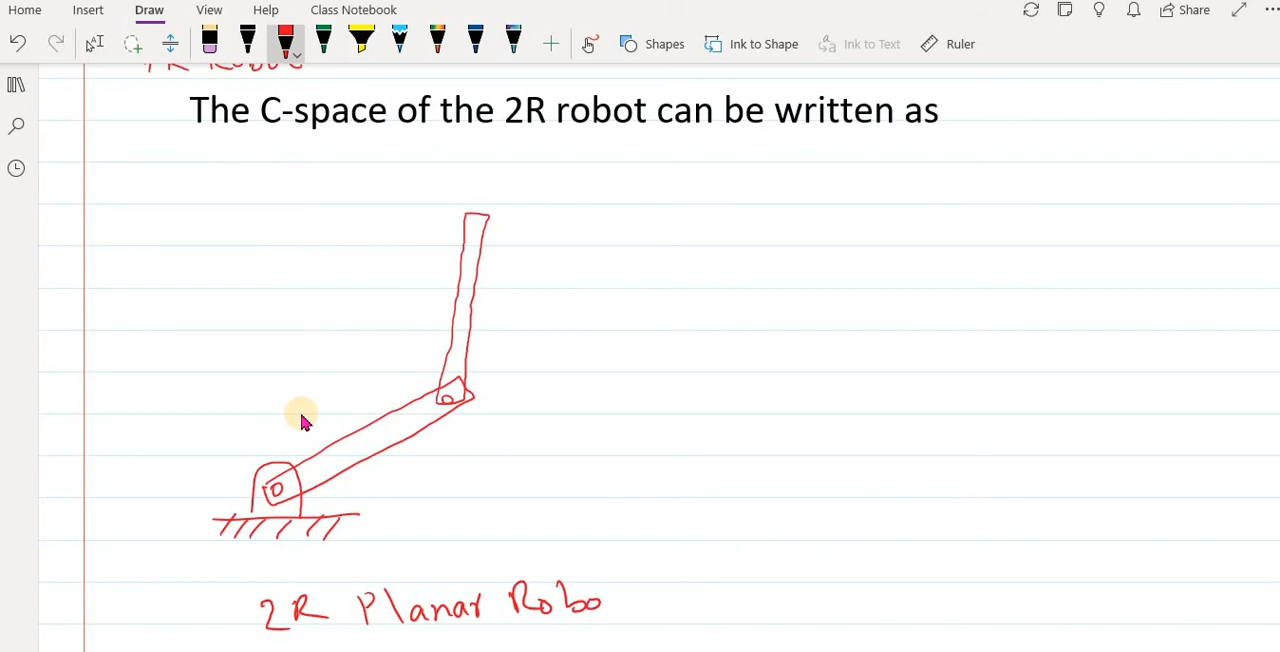 Home Insert Draw View Help Class Notebook Share
Shapes Ink to Shape Ink to Text Ruler
The C-space of the 2R robot can be written as
2R Planar Robo